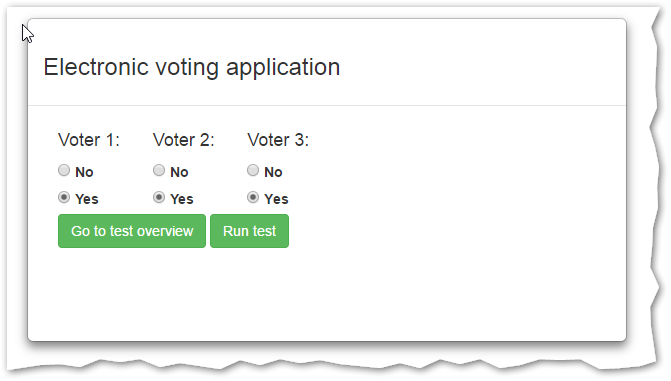 Electronic voting application
Voter 1: Voter 2: Voter 3:
No No No
Yes Yes Yes
Go to test overview Run test